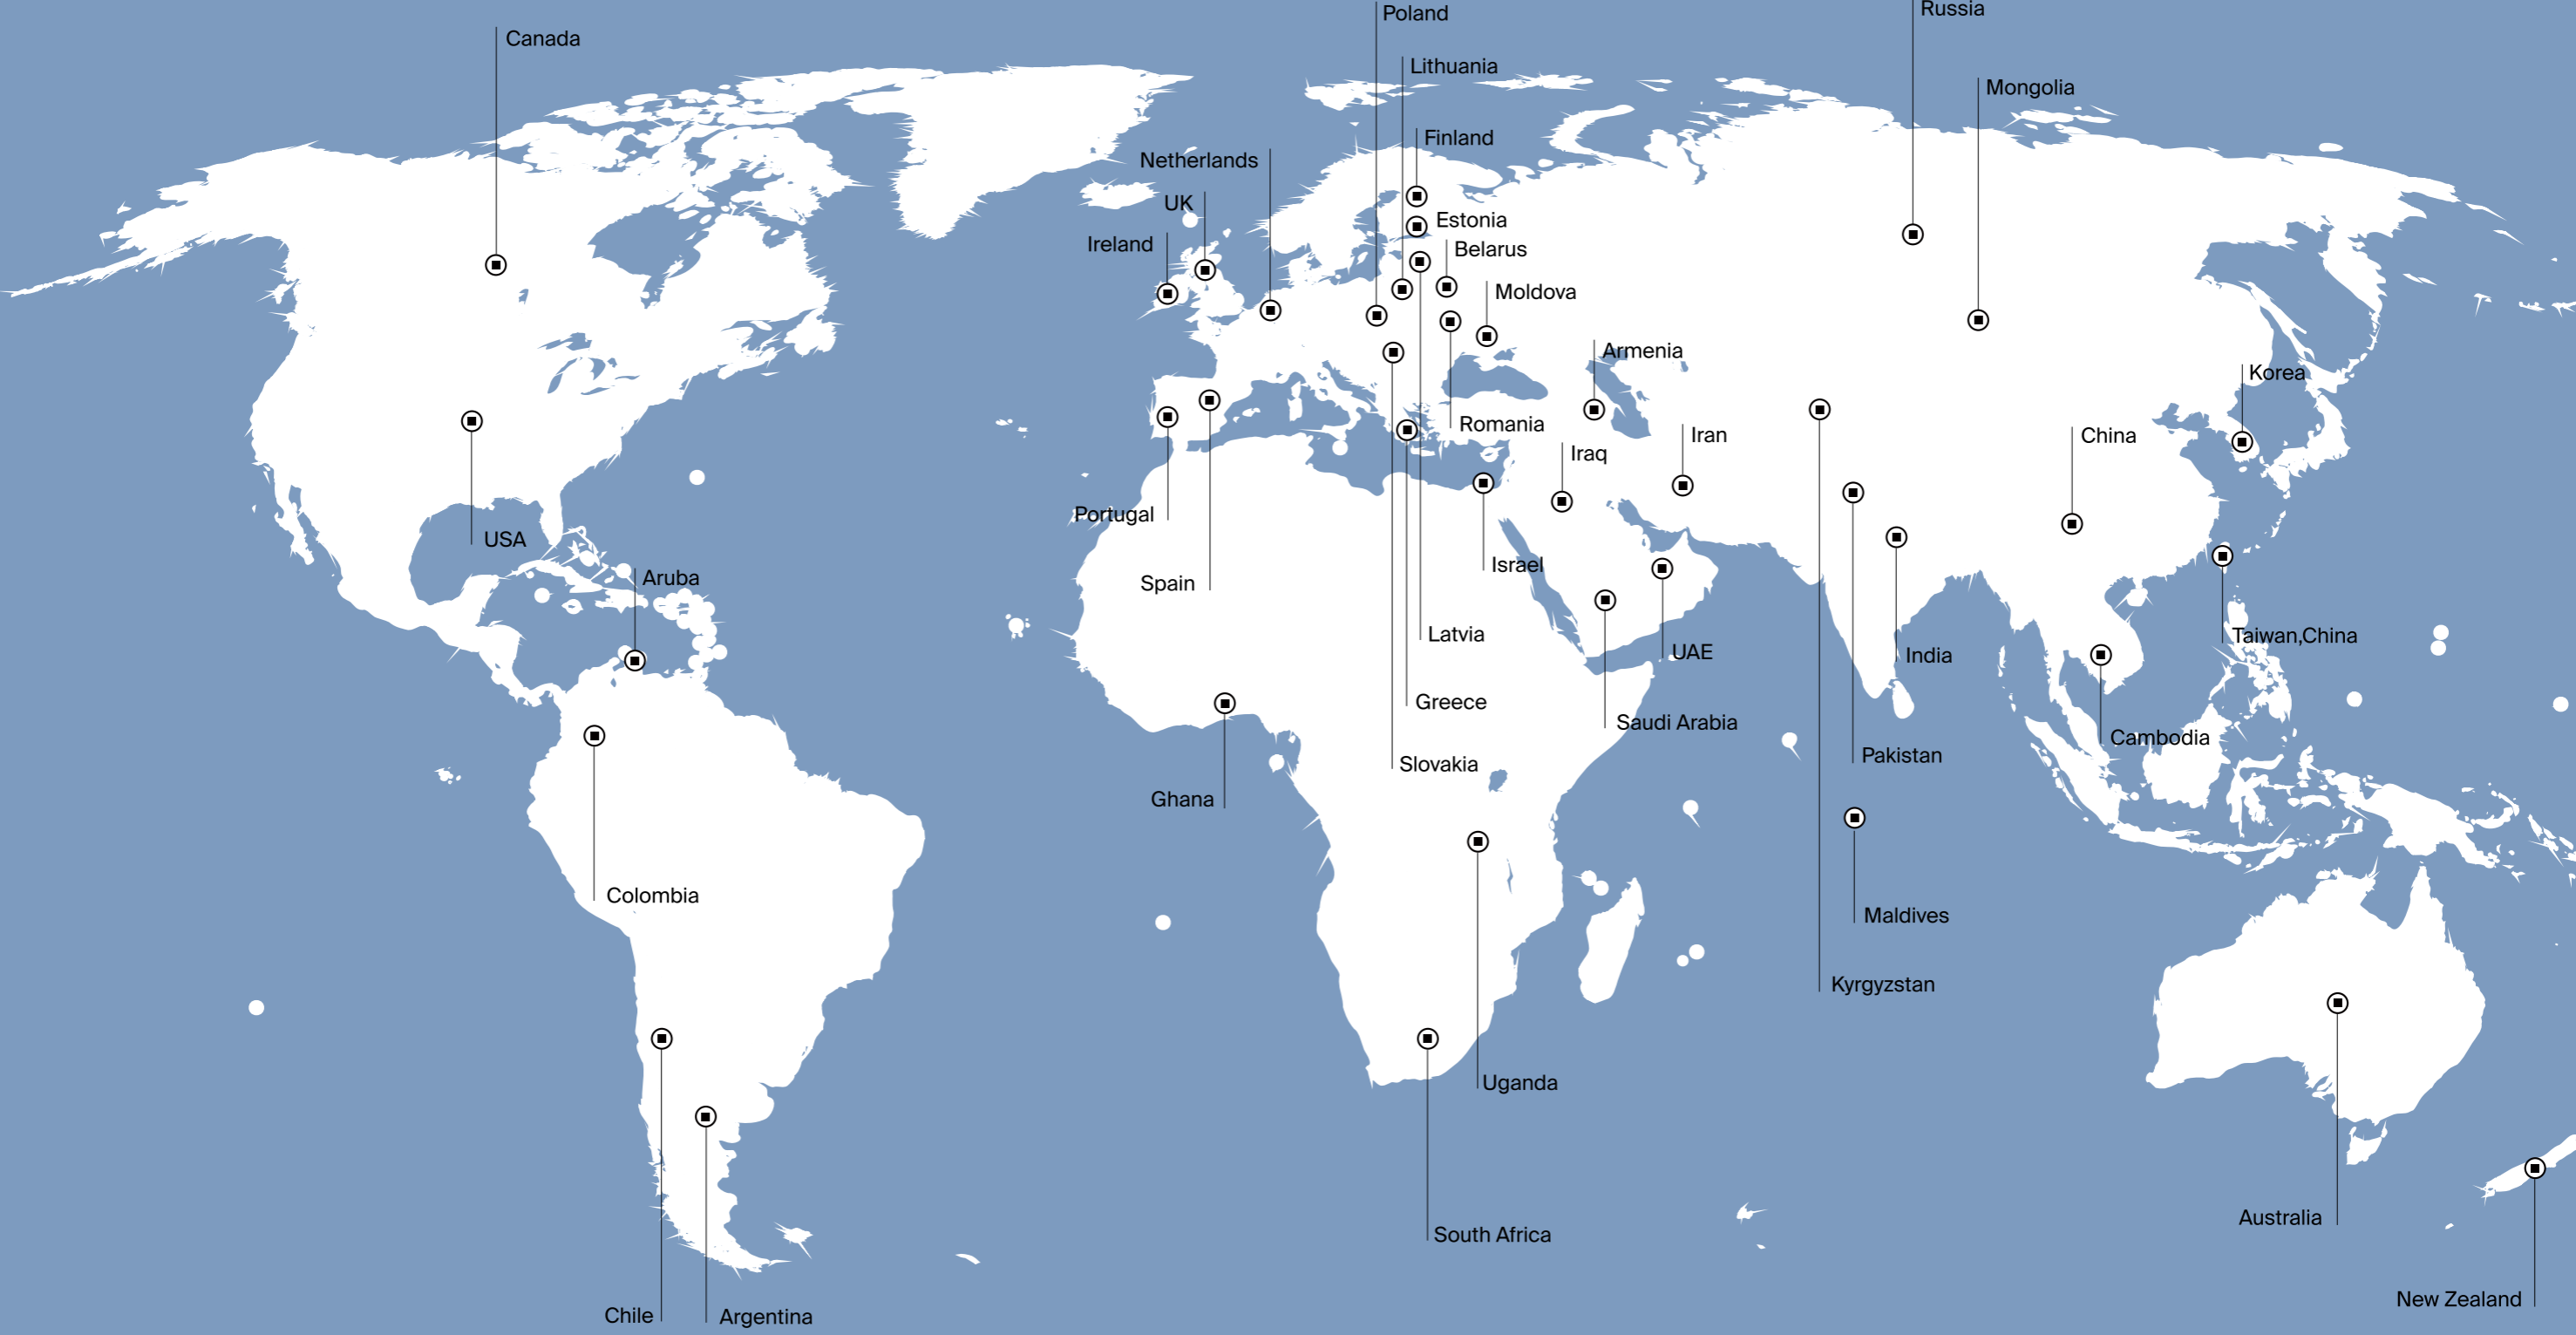 Russia
Poland
Canada
Lithuania
Mongolia
Finland
Netherlands
UK
Estonia
Ireland
Belarus
Moldova
Armenia
Korea
Romania
Iran
China
Iraq
Portugal
USA
Israel
Aruba
Spain
Latvia
Taiwan,China
UAE
India
Greece
Saudi Arabia
Cambodia
Pakistan
Slovakia
Ghana
Colombia
Maldives
Kyrgyzstan
Uganda
Australia
South Africa
New Zealand
Chile
Argentina